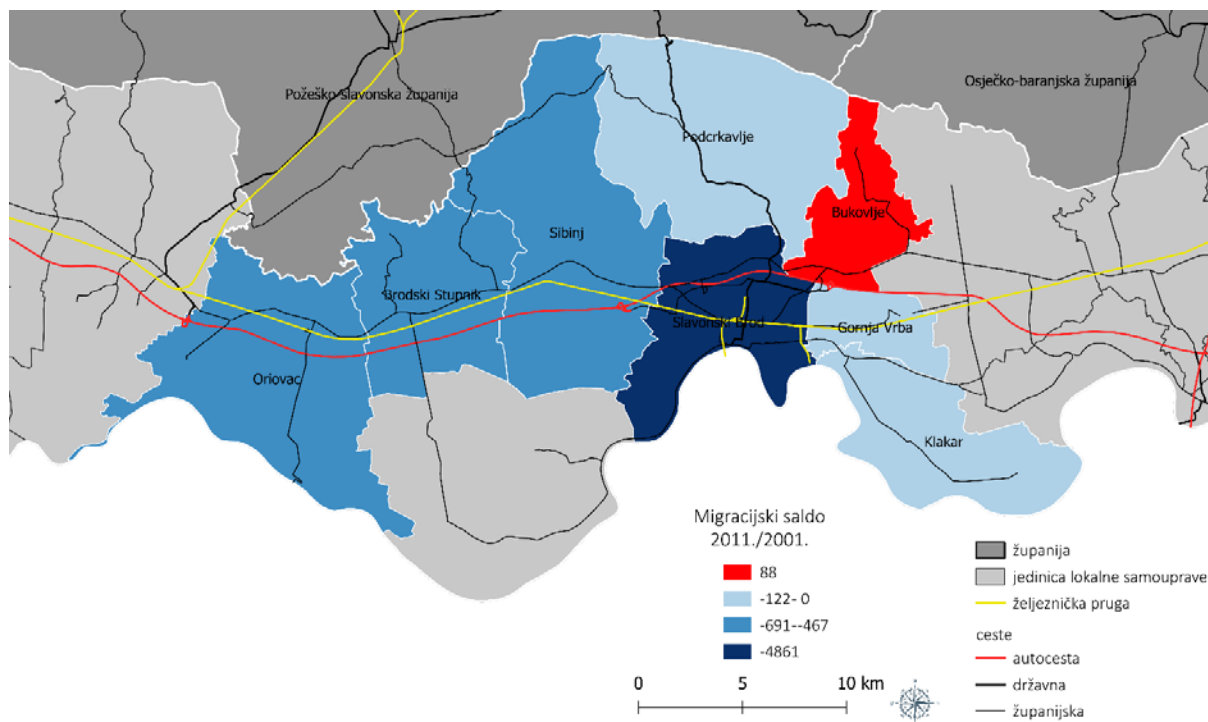 Požeško-slavonska županija
Osječko-baranjska županija
Podcrkavlje
Bukovlje
Sibinj
Brodski Stupnik
Slavonski Brod
Gornja Vrba
Oriovac
Klakar
Migracijski saldo
2011./2001.
88
-122- 0
-691--467
-4861
0 5 10 km
županija
jedinica lokalne samouprave
željeznička pruga
ceste
autocesta
državna
županijska